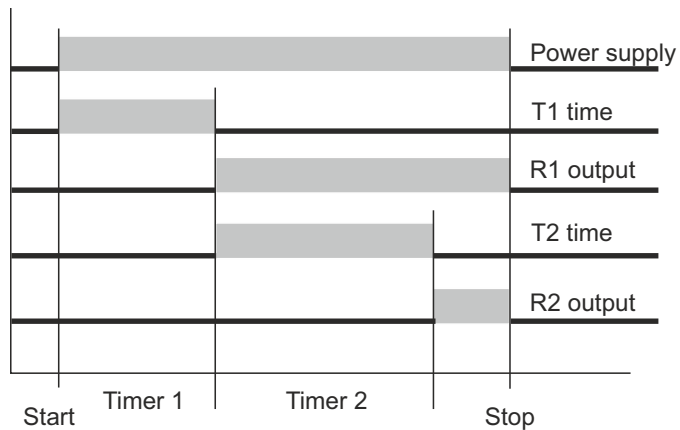 Power supply
T1 time
R1 output
T2 time
R2 output
Timer 1
Timer 2
Start
Stop